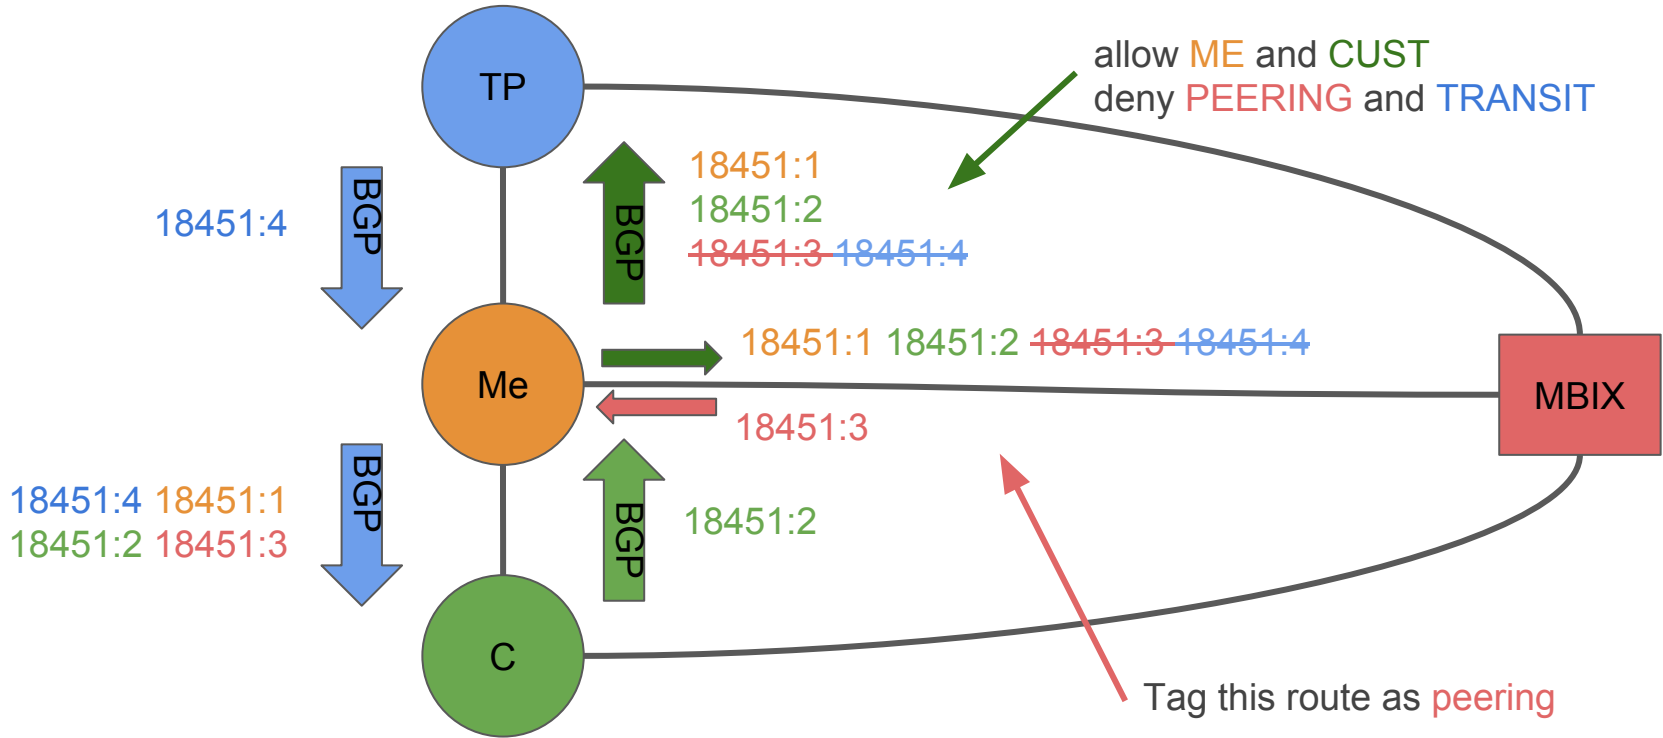 TP
allow ME and CUST
deny PEERING and TRANSIT
BGP
18451:4
BGP
18451:1
18451:2
18451:3 18451:4
Me
18451:1 18451:2 18451:3 18451:4
18451:3
MBIX
BGP
18451:4 18451:1
18451:2 18451:3
BGP
18451:2
C
Tag this route as peering